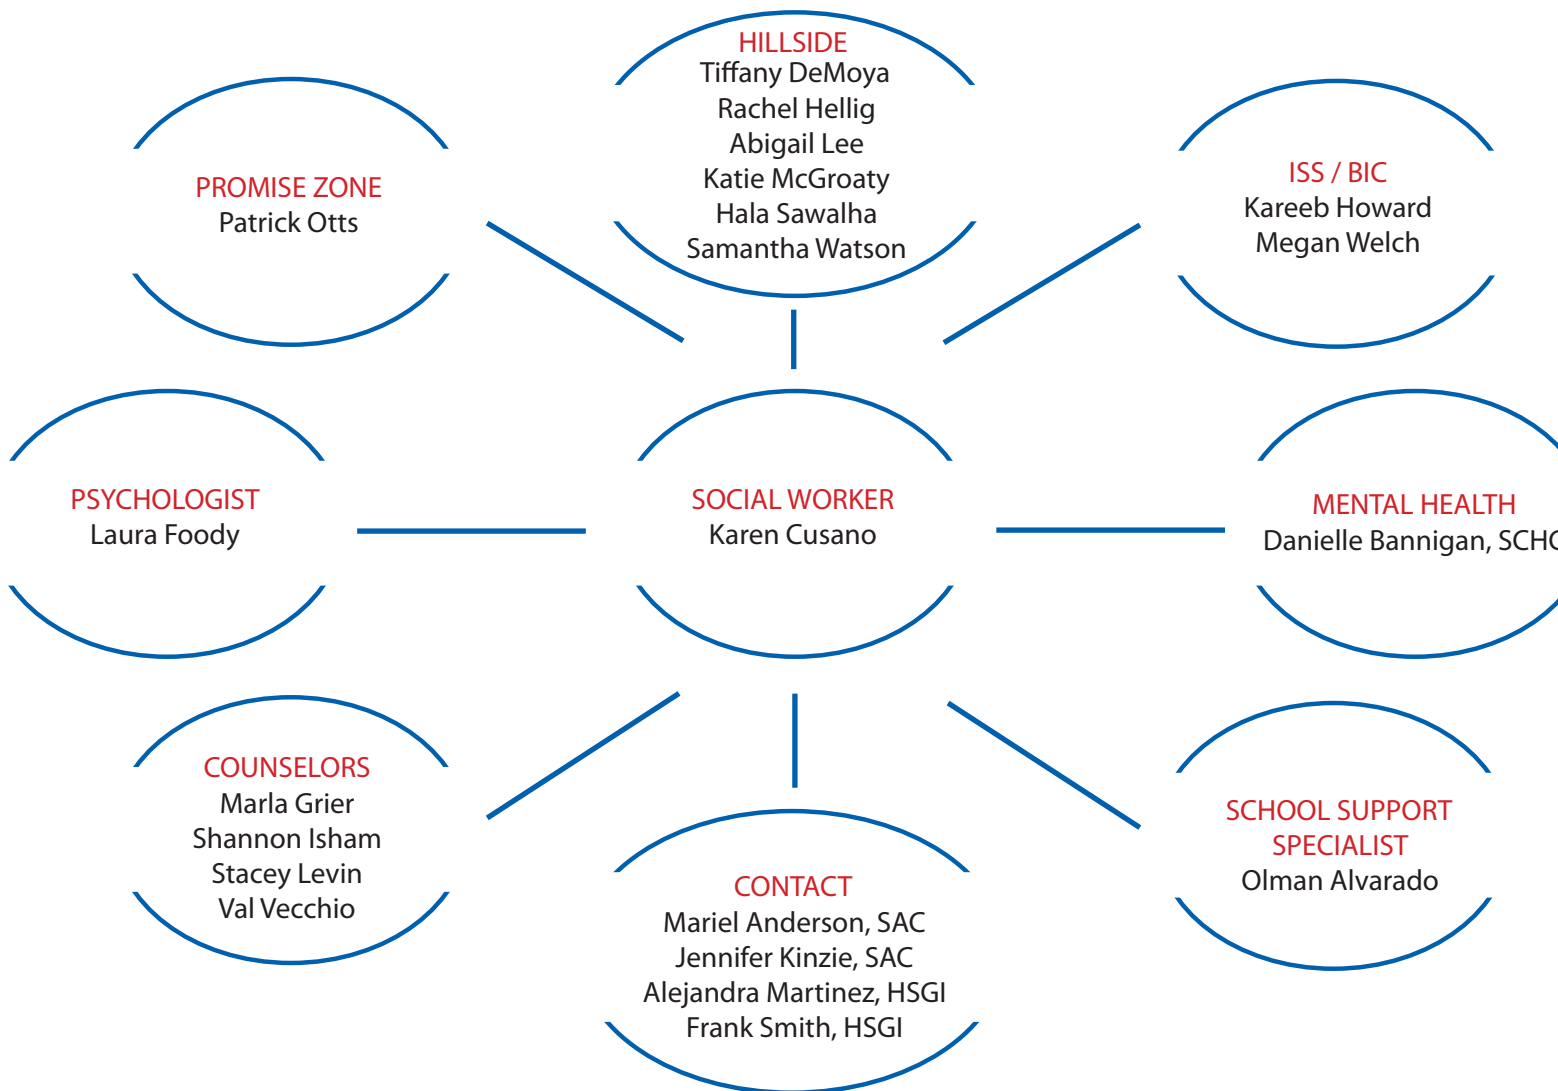 HILLSIDE
Tiffany DeMoya
Rachel Hellig
Abigail Lee
Katie McGroaty
Hala Sawalha
Samantha Watson
PROMISE ZONE
Patrick Otts
ISS / BIC
Kareeb Howard
Megan Welch
PSYCHOLOGIST
Laura Foody
SOCIAL WORKER
Karen Cusano
MENTAL HEALTH
Danielle Bannigan,
COUNSELORS
Marla Grier
Shannon Isham
Stacey Levin
Val Vecchio
CONTACT
Mariel Anderson, SAC
Jennifer Kinzie, SAC
Alejandra Martinez, HSGI
Frank Smith, HSGI
SCHOOL SUPPORT
SPECIALIST
Olman Alvarado